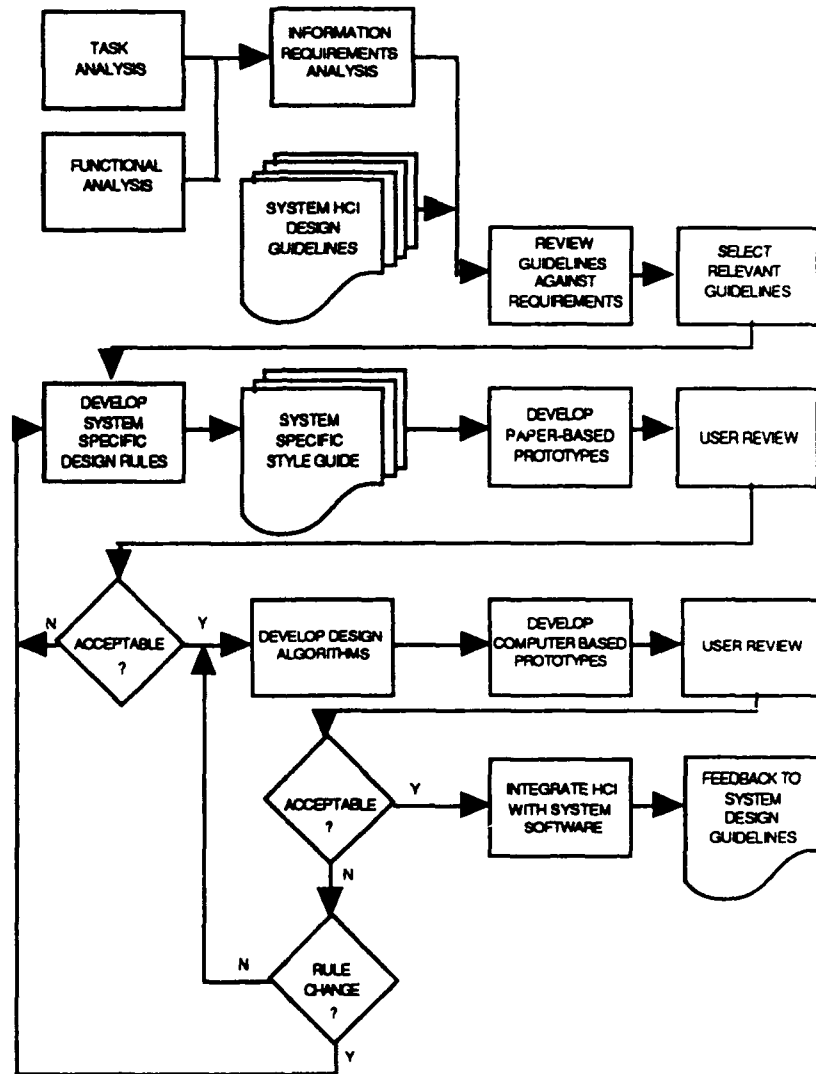 TASK
ANALYSIS
INFORMATION
REQUIREMENTS
ANALYSIS
FUNCTIONAL
ANALYSIS
SYSTEM HCI
DESIGN
GUIDELINES
REVIEW
GUIDELINES
AGAINST
REQUIREMENTS
SELECT
RELEVANT
GUIDELINES
DEVELOP
SYSTEM
SPECIFIC
DESIGN RULES
SYSTEM
SPECIFIC
STYLE GUIDE
DEVELOP
PAPER-BASED
PROTOTYPES
USER REVIEW
N
ACCEPTABLE
?
Y
DEVELOP DESIGN
ALGORITHMS
DEVELOP
COMPUTER BASED
PROTOTYPES
USER REVIEW
ACCEPTABLE
?
Y
INTEGRATE HCI
WITH SYSTEM
SOFTWARE
FEEDBACK TO
SYSTEM
DESIGN
GUIDELINES
N
N
RULE
CHANGE
?
Y